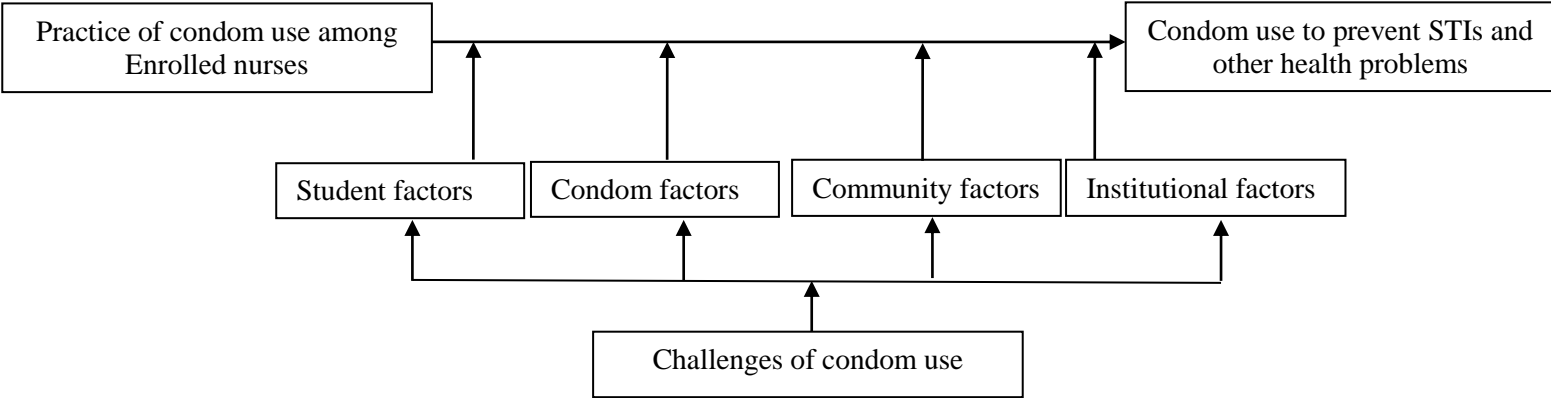 Practice of condom use among
Enrolled nurses
Condom use to prevent STIs and
other health problems
Student factors
Condom factors
Community factors
Institutional factors
Challenges of condom use